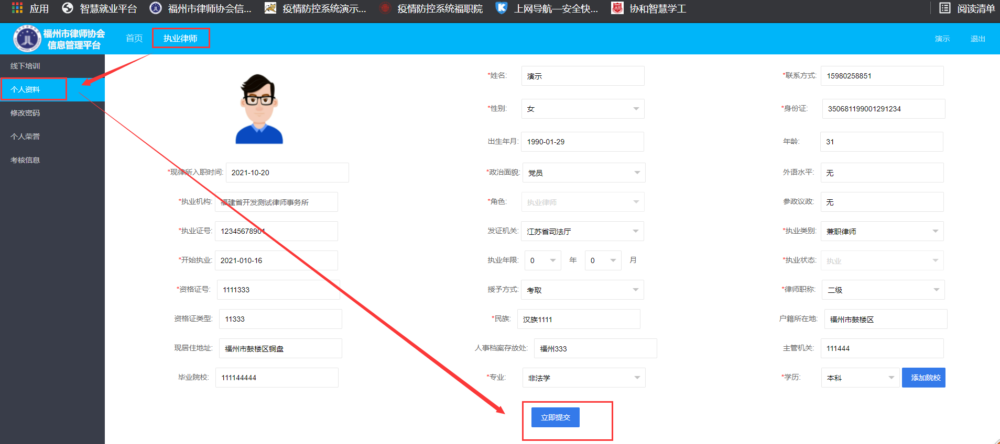 应用 智慧就业平台 福州市律师协会信... 疫情防控系统演示... 疫情防控系统福职院 上网导航—安全快... 协和智慧学工 阅读清单
福州市律师协会
信息管理平台
首页 执业律师 演示 退出
线下培训
个人资料
修改密码
个人荣誉
考核信息
*姓名: 演示 *联系方式: 15980258851
*性别: 女 *身份证: 350681199001291234
出生年月: 1990-01-29 年龄: 31
*现律所入职时间: 2021-10-20 *政治面貌: 党员 外语水平: 无
*执业机构: 福建省开发测试律师事务所 *角色: 执业律师 参政议政: 无
*执业证号: 12345678901 发证机关: 江苏省司法厅 *执业类别: 兼职律师
*开始执业: 2021-010-16 执业年限: 0 年 0 月 *执业状态: 执业
*资格证号: 1111333 授予方式: 考取 *律师职称: 二级
资格证类型: 11333 *民族: 汉族1111 户籍所在地: 福州市鼓楼区
现居住地址: 福州市鼓楼区铜盘 人事档案存放处: 福州333 主管机关: 111444
毕业院校: 111144444 *专业: 非法学 *学历: 本科 添加院校
立即提交